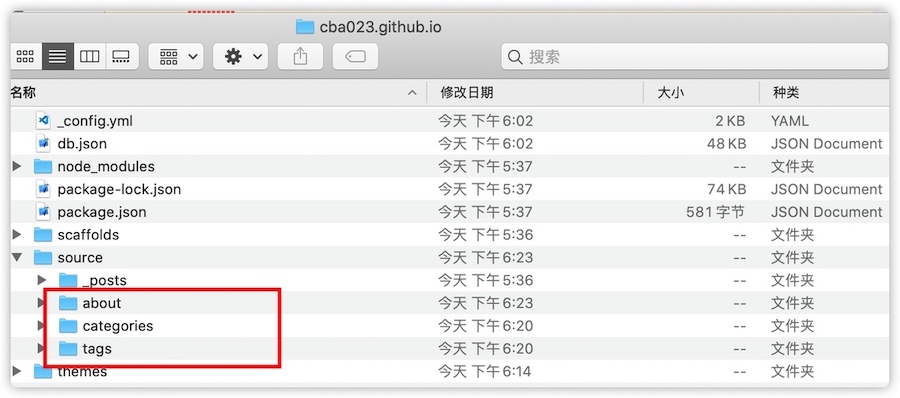 cba023.github.io
搜索
名称 修改日期 大小 种类
_config.yml 今天 下午6:02 2 KB YAML
db.json 今天 下午6:02 48 KB JSON Document
node_modules 今天 下午5:37 -- 文件夹
package-lock.json 今天 下午5:37 74 KB JSON Document
package.json 今天 下午5:37 581 字节 JSON Document
scaffolds 今天 下午5:36 -- 文件夹
source 今天 下午6:23 -- 文件夹
_posts 今天 下午5:36 -- 文件夹
about 今天 下午6:23 -- 文件夹
categories 今天 下午6:20 -- 文件夹
tags 今天 下午6:20 -- 文件夹
themes 今天 下午6:14 -- 文件夹